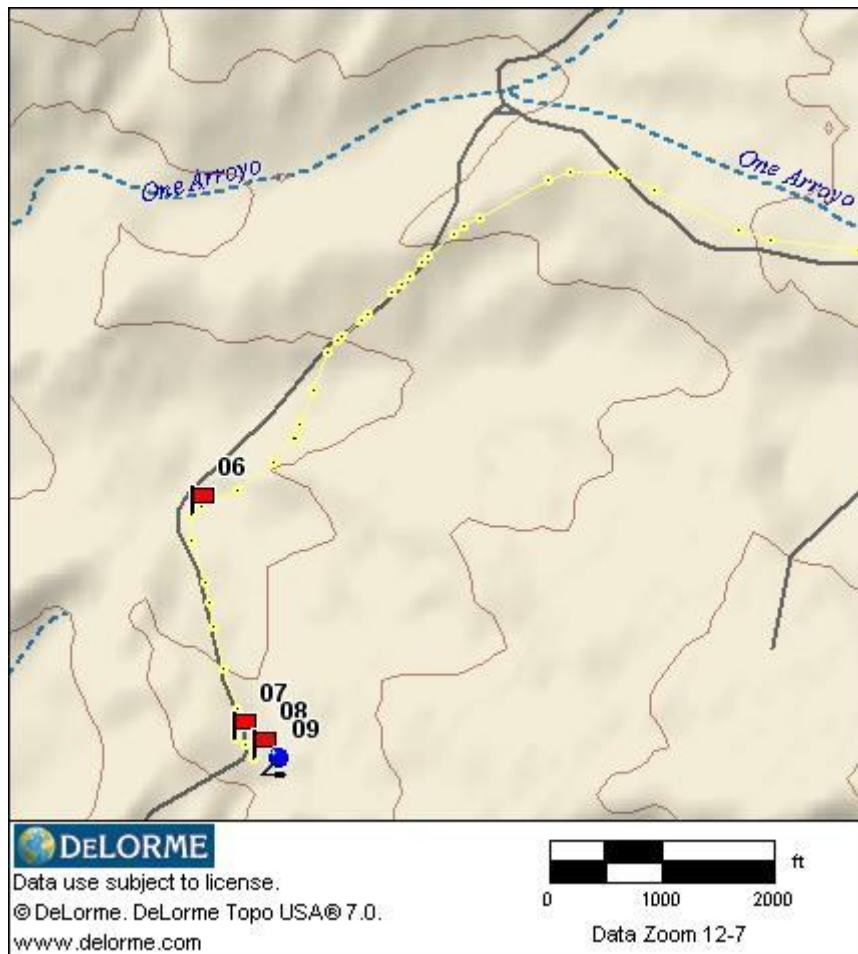 One Arroyo
One Arroyo
06
07
08
09
DELORME
Data use subject to license.
© DeLorme. DeLorme Topo USA® 7.0.
www.delorme.com
ft
0 1000 2000
Data Zoom 12-7